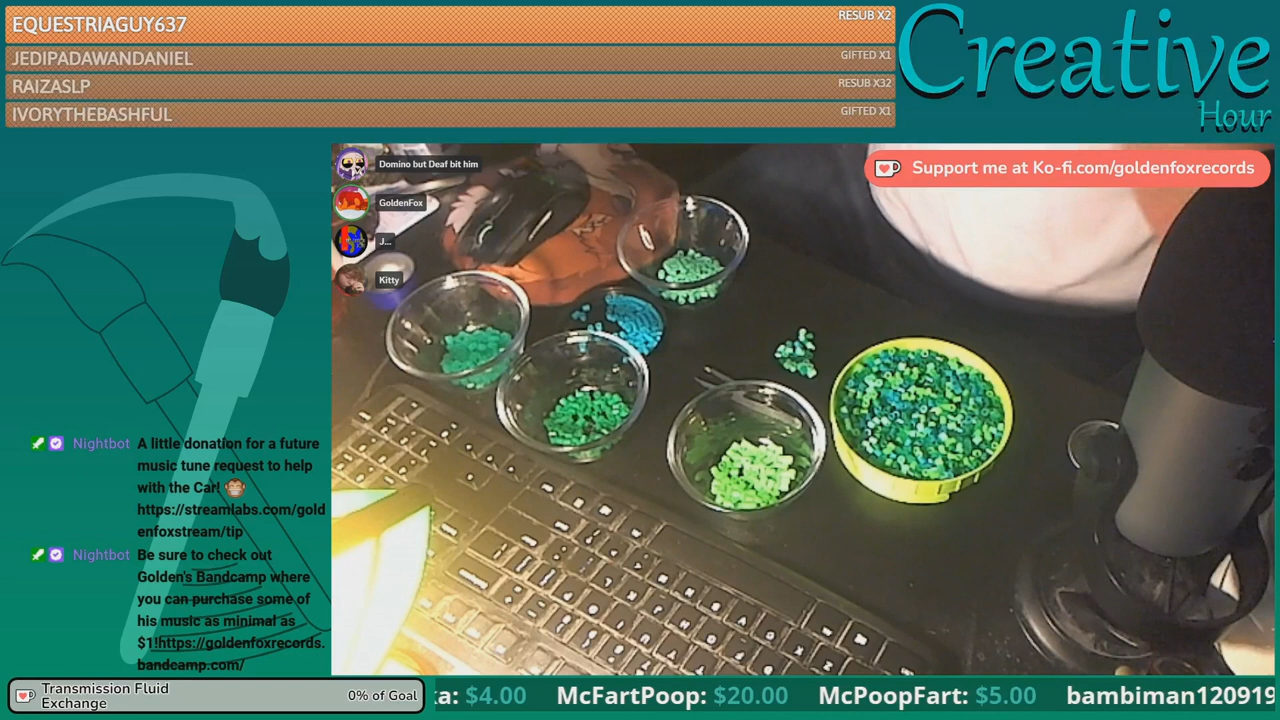 EQUESTRIAGUY637
RESUB X2
JEDIPADAWANDANIEL
GIFTED X1
RAIZASLP
RESUB X32
IVORYTHEBASHFUL
GIFTED X1
Creative
Hour
Domino but Deaf bit him
GoldenFox
J...
Kitty
Support me at Ko-fi.com/goldenfoxrecords
Nightbot A little donation for a future
music tune request to help
with the Car!
https://streamlabs.com/gold
enfoxstream/tip
Nightbot Be sure to check out
Golden's Bandcamp where
you can purchase some of
his music as minimal as
$1!https://goldenfoxrecords.
bandcamp.com/
Transmission Fluid
Exchange
0% of Goal
ka: $4.00 McFartPoop: $20.00 McPoopFart: $5.00 bambiman120919